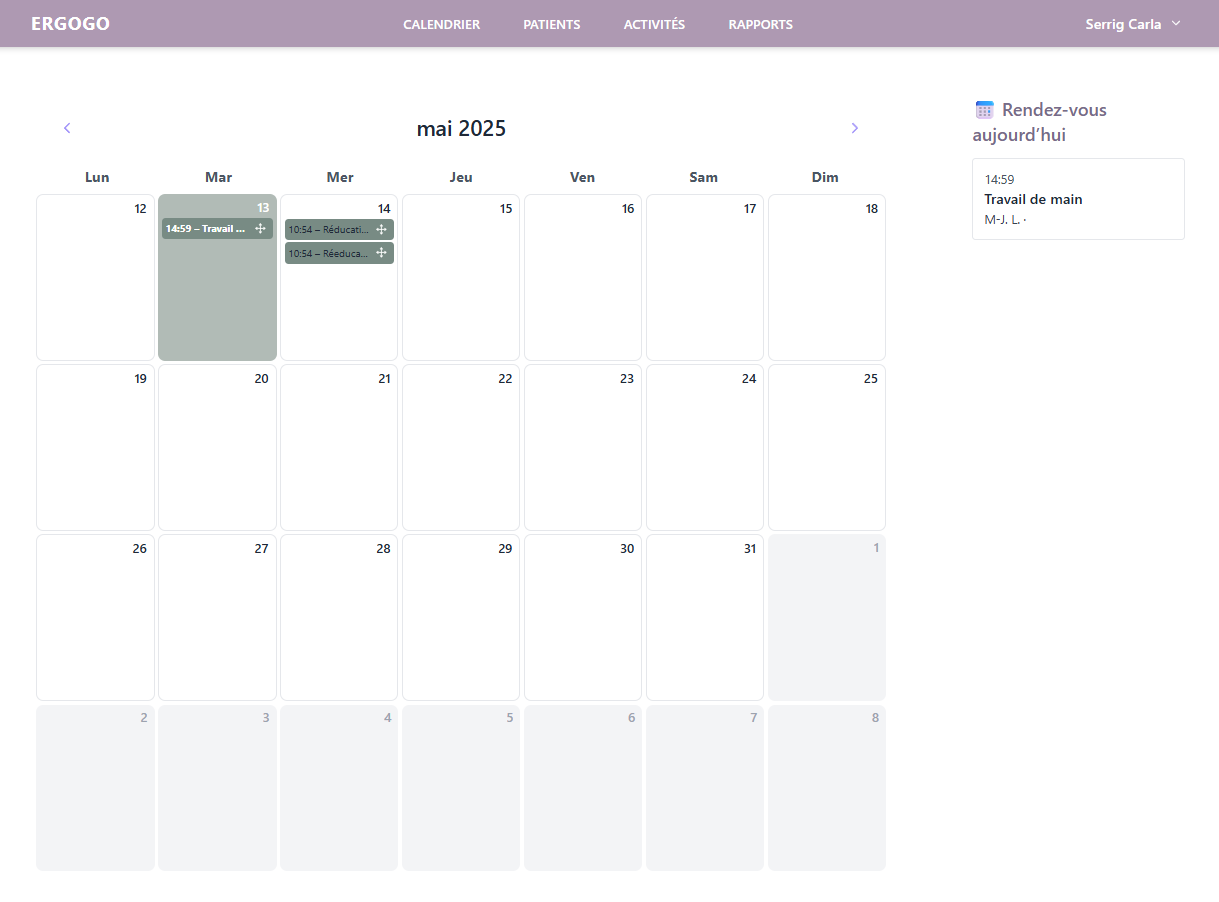 ERGOGO CALENDRIER PATIENTS ACTIVITÉS RAPPORTS Serrig Carla
mai 2025
Lun Mar Mer Jeu Ven Sam Dim
12 13 14 15 16 17 18
14:59 – Travail ...
10:54 – Réducati...
10:54 – Rééduca...
19 20 21 22 23 24 25
26 27 28 29 30 31 1
2 3 4 5 6 7 8
Rendez-vous
aujourd’hui
14:59
Travail de main
M-J. L. ·